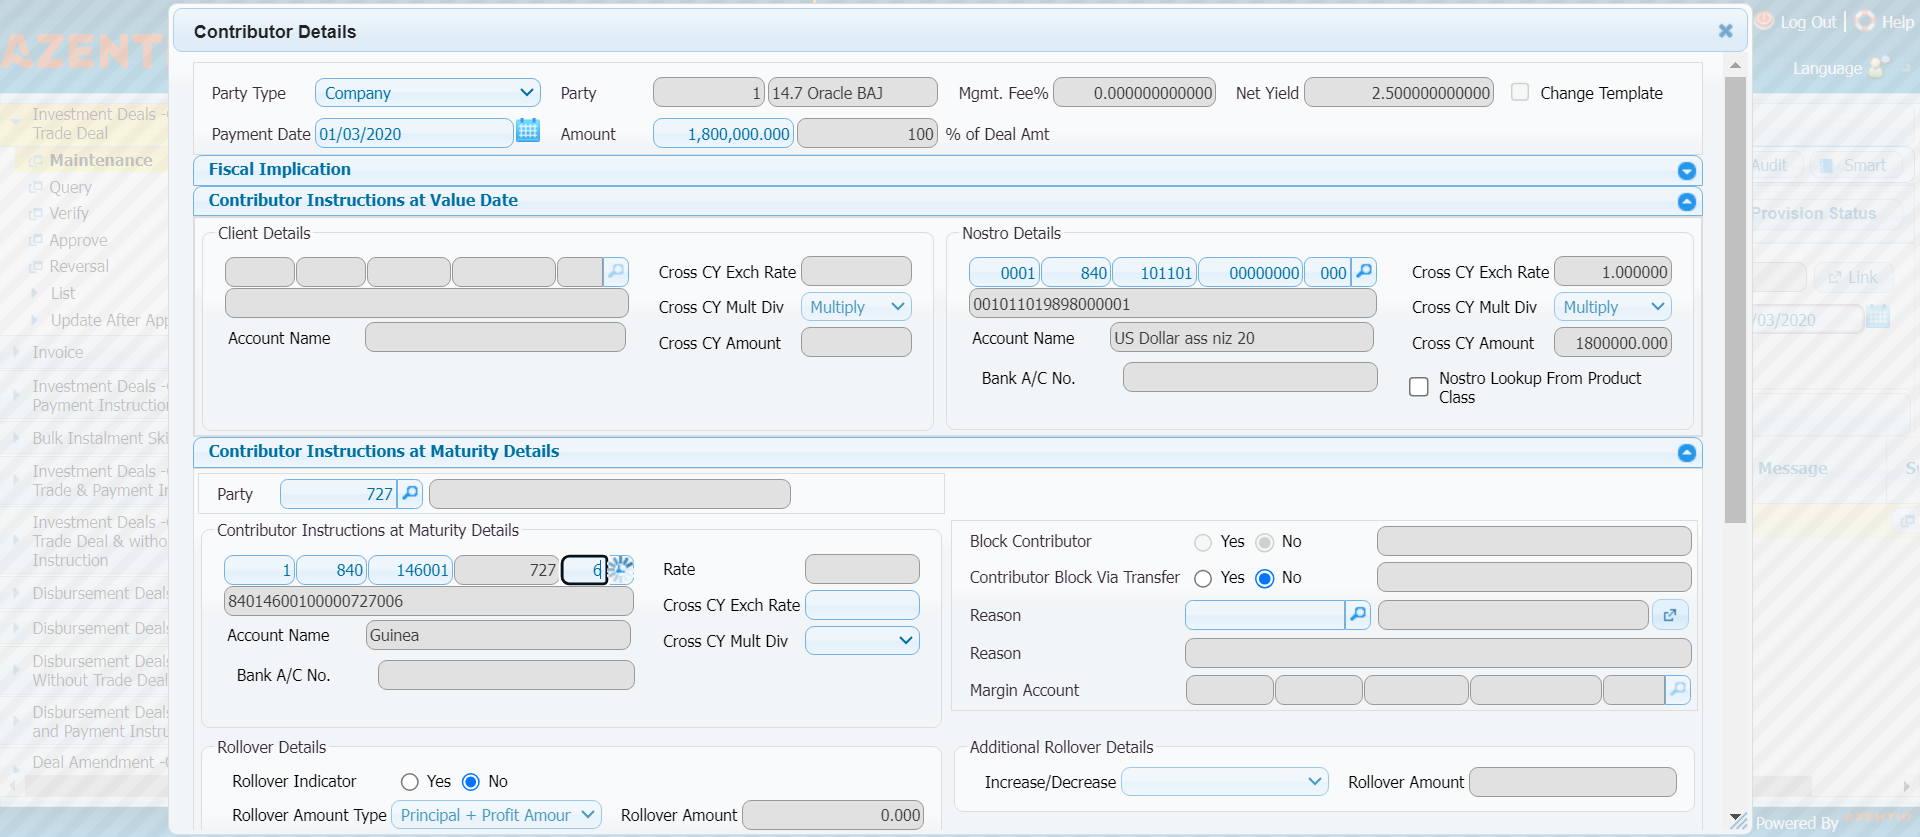 Contributor Details
Party Type Company Party 1 14.7 Oracle BAJ Mgmt. Fee% 0.000000000000 Net Yield 2.500000000000 Change Template
Payment Date 01/03/2020 Amount 1,800,000.000 100 % of Deal Amt
Fiscal Implication
Contributor Instructions at Value Date
Client Details
Cross CY Exch Rate
Cross CY Mult Div Multiply
Account Name
Cross CY Amount
Nostro Details
0001 840 101101 00000000 000 Cross CY Exch Rate 1.000000
001011019898000001 Cross CY Mult Div Multiply
Account Name US Dollar ass niz 20 Cross CY Amount 1800000.000
Bank A/C No. Nostro Lookup From Product
Class
Contributor Instructions at Maturity Details
Party 727
Contributor Instructions at Maturity Details
1 840 146001 727 6 Rate
84014600100000727006 Cross CY Exch Rate
Account Name Guinea Cross CY Mult Div
Bank A/C No.
Block Contributor Yes No
Contributor Block Via Transfer Yes No
Reason
Reason
Margin Account
Rollover Details
Rollover Indicator Yes No
Rollover Amount Type Principal + Profit Amour Rollover Amount 0.000
Additional Rollover Details
Increase/Decrease Rollover Amount
AZENT
Investment Deals -
Trade Deal
Maintenance
Query
Verify
Approve
Reversal
List
Update After App
Invoice
Investment Deals -
Payment Instruction
Bulk Instalment Ski
Investment Deals -
Trade & Payment I
Investment Deals -
Trade Deal & witho
Instruction
Disbursement Deals
Disbursement Deals
Disbursement Deals
Without Trade Deal
Disbursement Deals
and Payment Instru
Deal Amendment -
Log Out | Help
Language
Audit Smart
Provision Status
Link
/03/2020
Message
Powered By